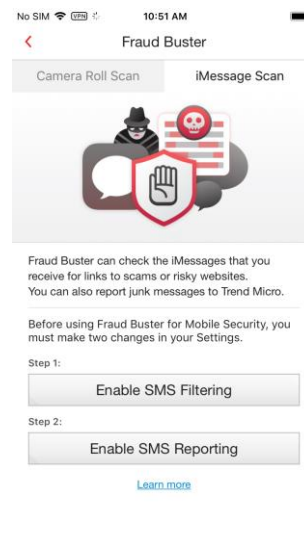 No SIM VPN 10:51 AM
Fraud Buster
Camera Roll Scan iMessage Scan
Fraud Buster can check the iMessages that you
receive for links to scams or risky websites.
You can also report junk messages to Trend Micro.
Before using Fraud Buster for Mobile Security, you
must make two changes in your Settings.
Step 1:
Enable SMS Filtering
Step 2:
Enable SMS Reporting
Learn more